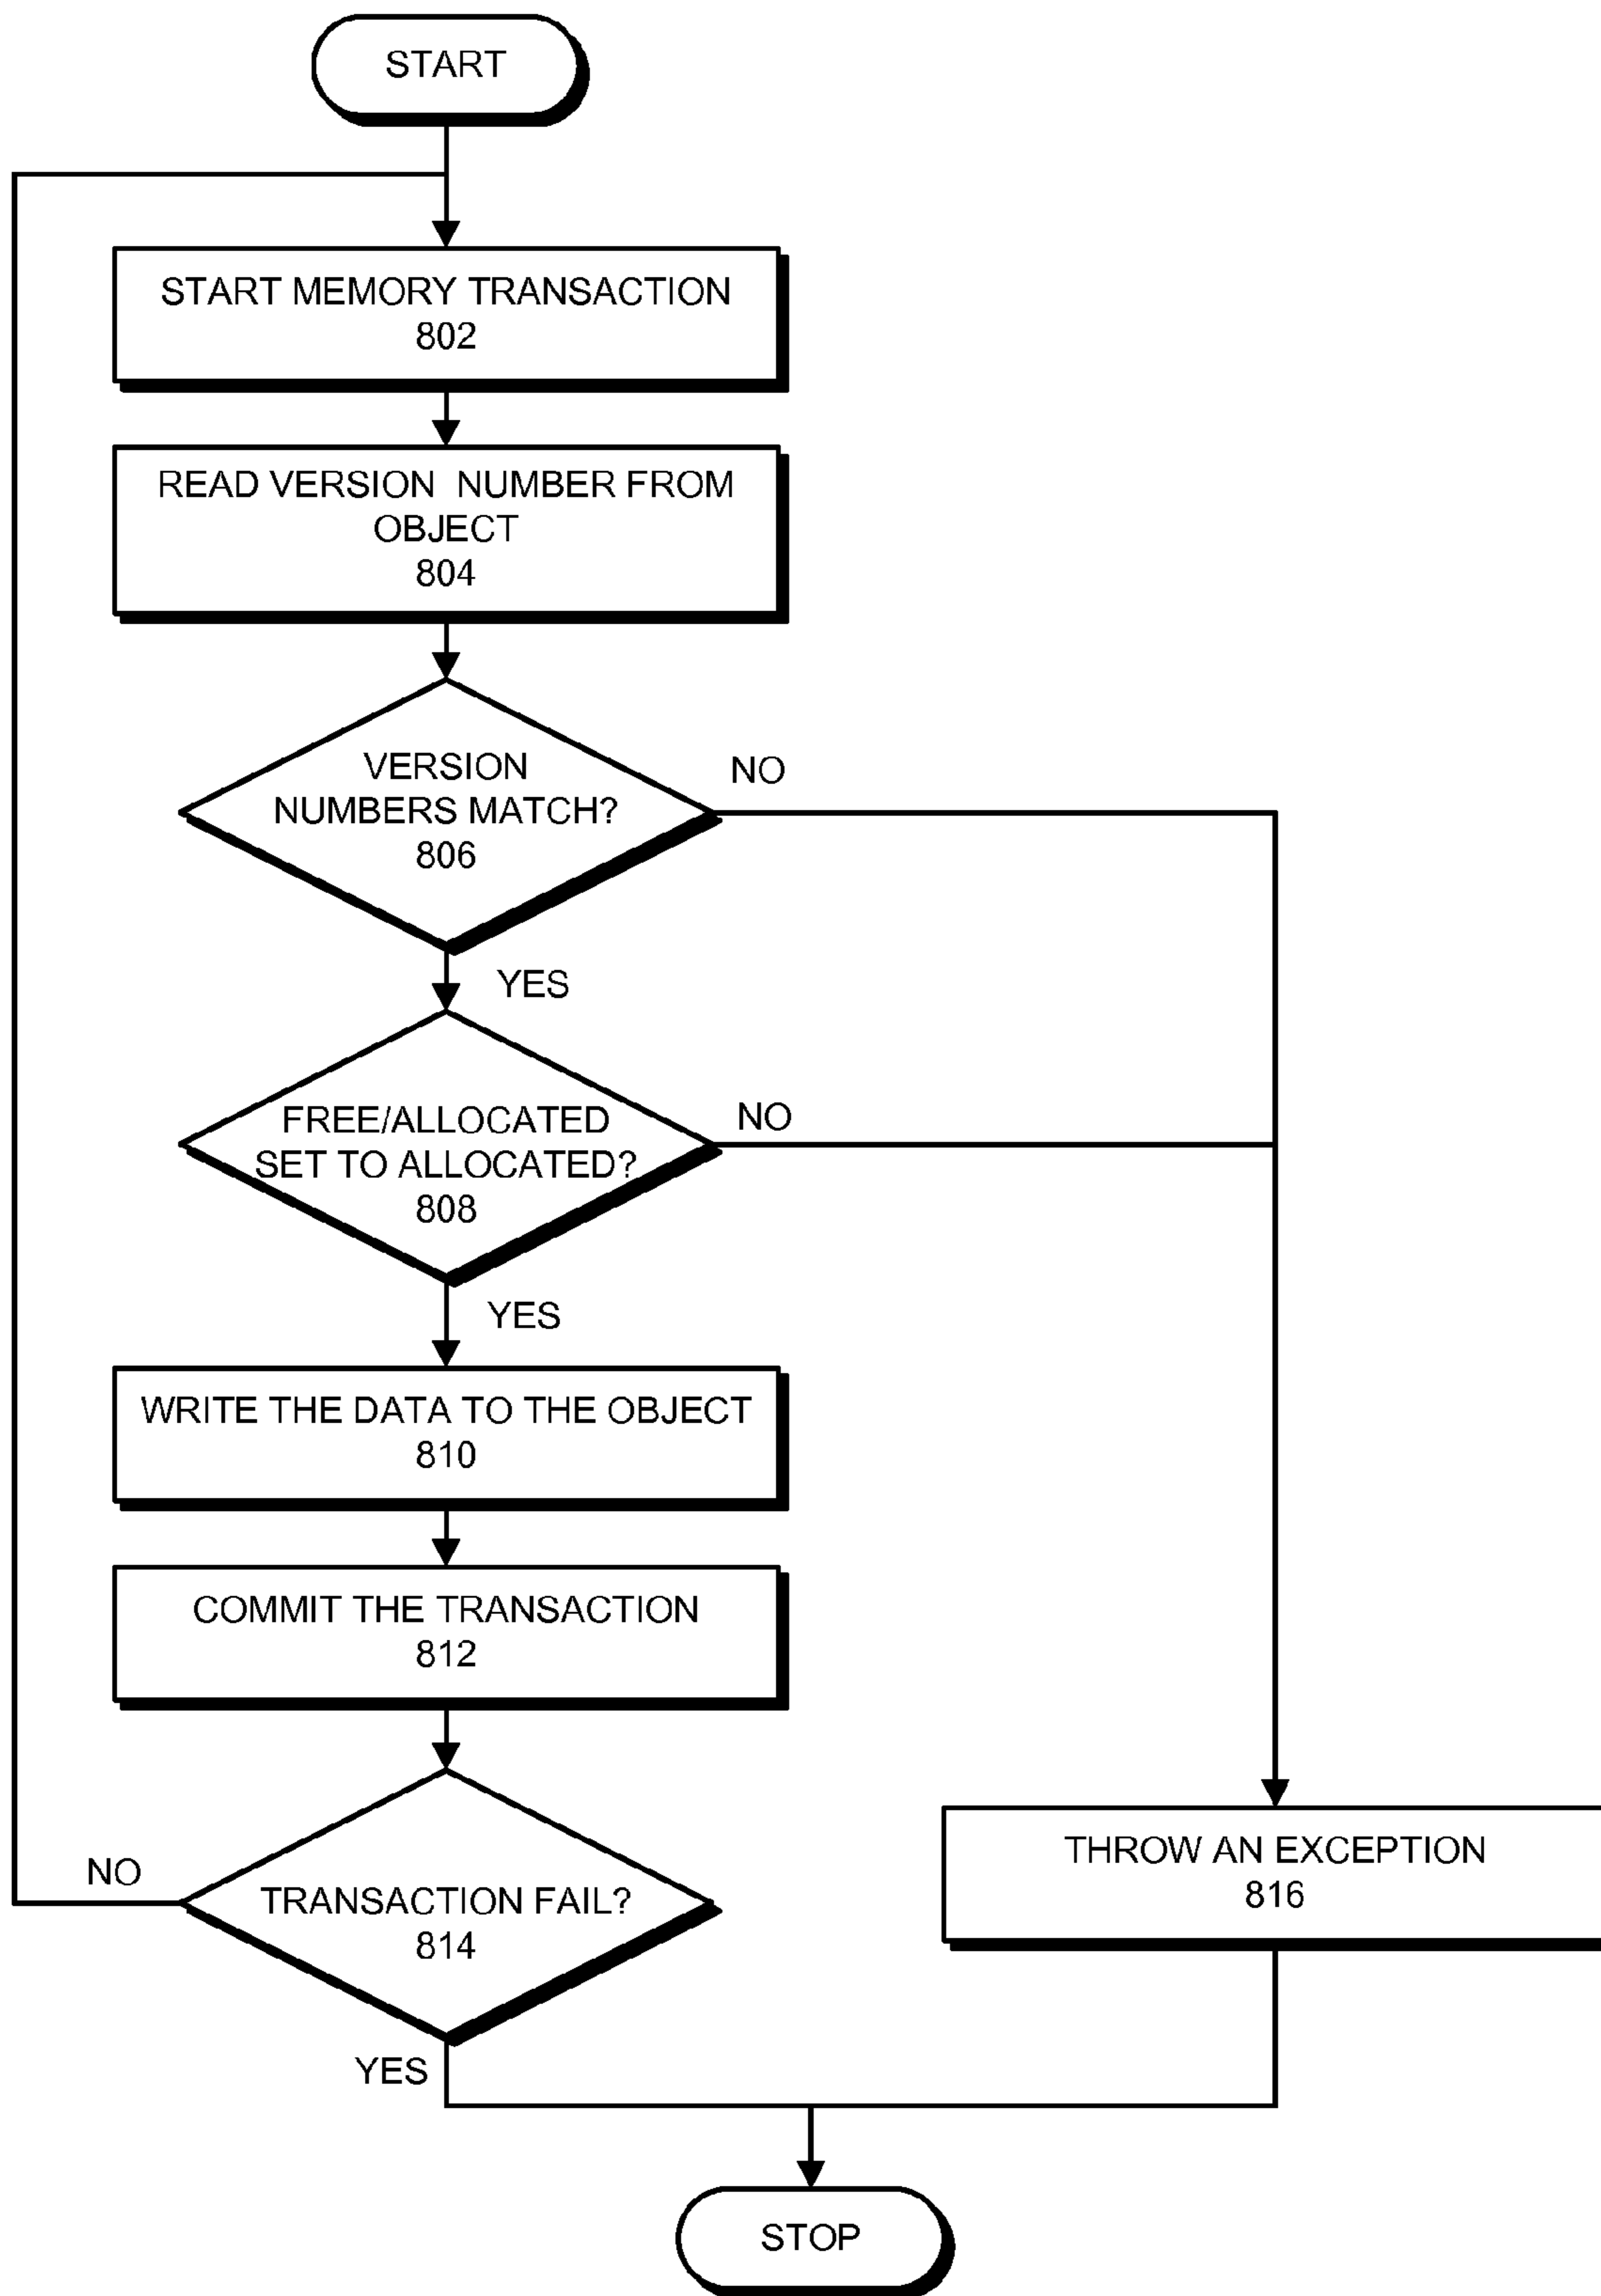 START
START MEMORY TRANSACTION
802
READ VERSION NUMBER FROM
OBJECT
804
VERSION
NUMBERS MATCH?
806
NO
YES
FREE/ALLOCATED
SET TO ALLOCATED?
808
NO
YES
WRITE THE DATA TO THE OBJECT
810
COMMIT THE TRANSACTION
812
NO
TRANSACTION FAIL?
814
YES
THROW AN EXCEPTION
816
STOP